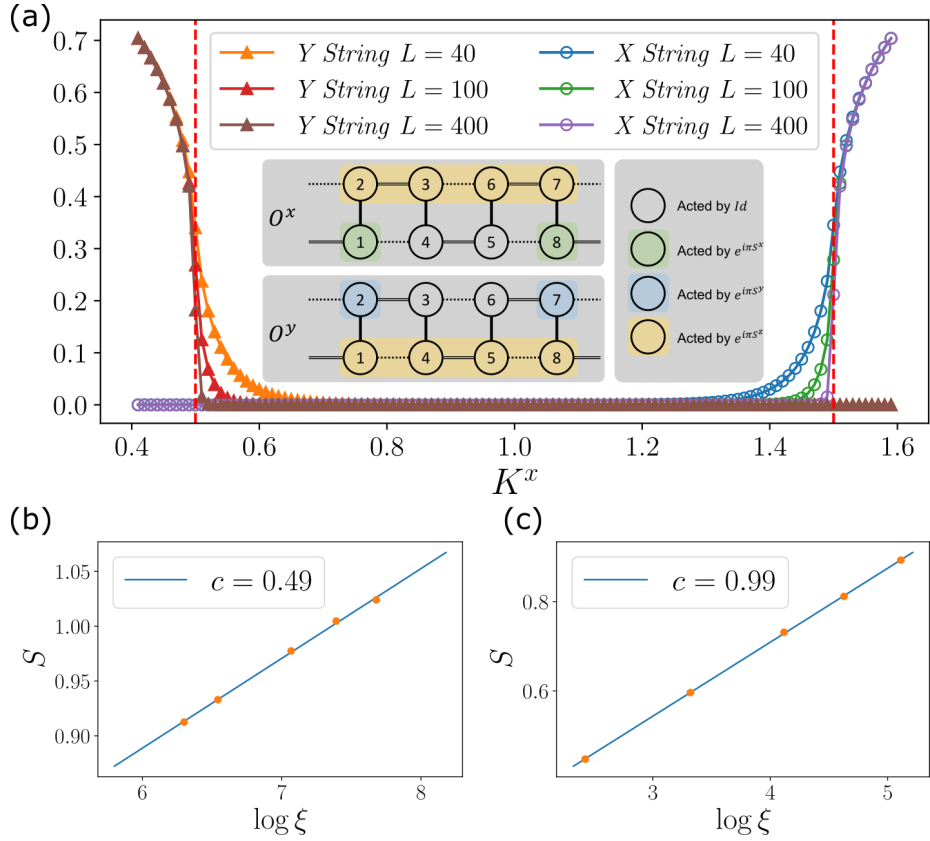 (a)
0.7
0.6
0.5
0.4
0.3
0.2
0.1
0.0
Y String L = 40
Y String L = 100
Y String L = 400
X String L = 40
X String L = 100
X String L = 400
O^x
2 3 6 7
1 4 5 8
O^y
2 3 6 7
1 4 5 8
Acted by Id
Acted by e^{iπS^x}
Acted by e^{iπS^y}
Acted by e^{iπS^z}
0.4 0.6 0.8 1.0 1.2 1.4 1.6
K^x
(b)
c = 0.49
1.05
1.00
0.95
0.90
S
6 7 8
log ξ
(c)
c = 0.99
0.8
0.6
S
3 4 5
log ξ